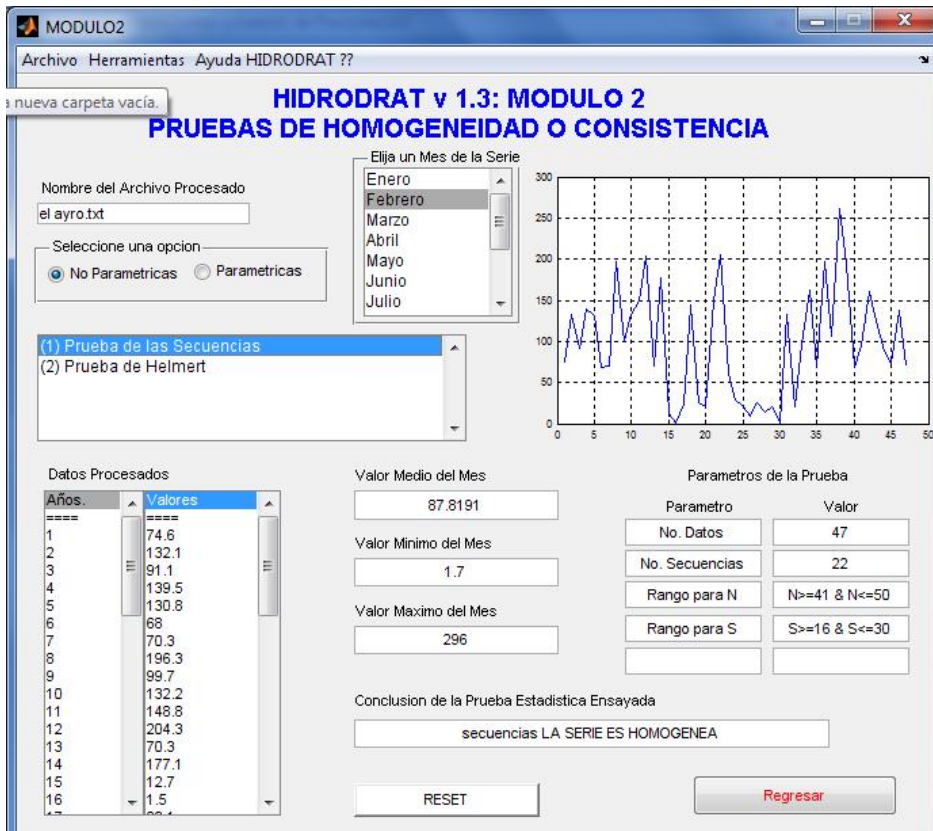 MODULO2
Archivo Herramientas Ayuda HIDRODRAT ??
a nueva carpeta vacía.
HIDRODRAT v 1.3: MODULO 2
PRUEBAS DE HOMOGENEIDAD O CONSISTENCIA
Nombre del Archivo Procesado
el ayro.txt
Seleccione una opcion
No Parametricas Parametricas
Elija un Mes de la Serie
Enero
Febrero
Marzo
Abril
Mayo
Junio
Julio
300
250
200
150
100
50
0
0 5 10 15 20 25 30 35 40 45 50
(1) Prueba de las Secuencias
(2) Prueba de Helmert
Datos Procesados
Años. Valores
==== ====
1 74.6
2 132.1
3 91.1
4 139.5
5 130.8
6 68
7 70.3
8 196.3
9 99.7
10 132.2
11 148.8
12 204.3
13 70.3
14 177.1
15 12.7
16 1.5
Valor Medio del Mes
87.8191
Valor Minimo del Mes
1.7
Valor Maximo del Mes
296
Parametros de la Prueba
Parametro Valor
No. Datos 47
No. Secuencias 22
Rango para N N>=41 & N<=50
Rango para S S>=16 & S<=30
Conclusion de la Prueba Estadistica Ensayada
secuencias LA SERIE ES HOMOGENEA
RESET
Regresar